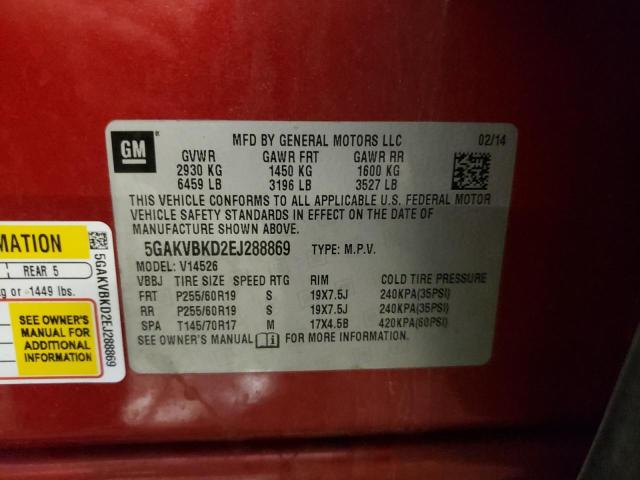 GM
MFD BY GENERAL MOTORS LLC 02/14
GVWR GAWR FRT GAWR RR
2930 KG 1450 KG 1600 KG
6459 LB 3196 LB 3527 LB
THIS VEHICLE CONFORMS TO ALL APPLICABLE U.S. FEDERAL MOTOR
VEHICLE SAFETY STANDARDS IN EFFECT ON THE DATE OF
MANUFACTURE SHOWN ABOVE.
5GAKVBKD2EJ288869 TYPE: M.P.V.
MODEL: V14526
VBBJ TIRE SIZE SPEED RTG RIM COLD TIRE PRESSURE
FRT P255/60R19 S 19X7.5J 240KPA(35PSI)
RR P255/60R19 S 19X7.5J 240KPA(35PSI)
SPA T145/70R17 M 17X4.5B 420KPA(60PSI)
SEE OWNER'S MANUAL FOR MORE INFORMATION.
MATION
REAR 5
g or 1449 lbs.
SEE OWNER'S
MANUAL FOR
ADDITIONAL
INFORMATION
5GAKVBKD2EJ288869